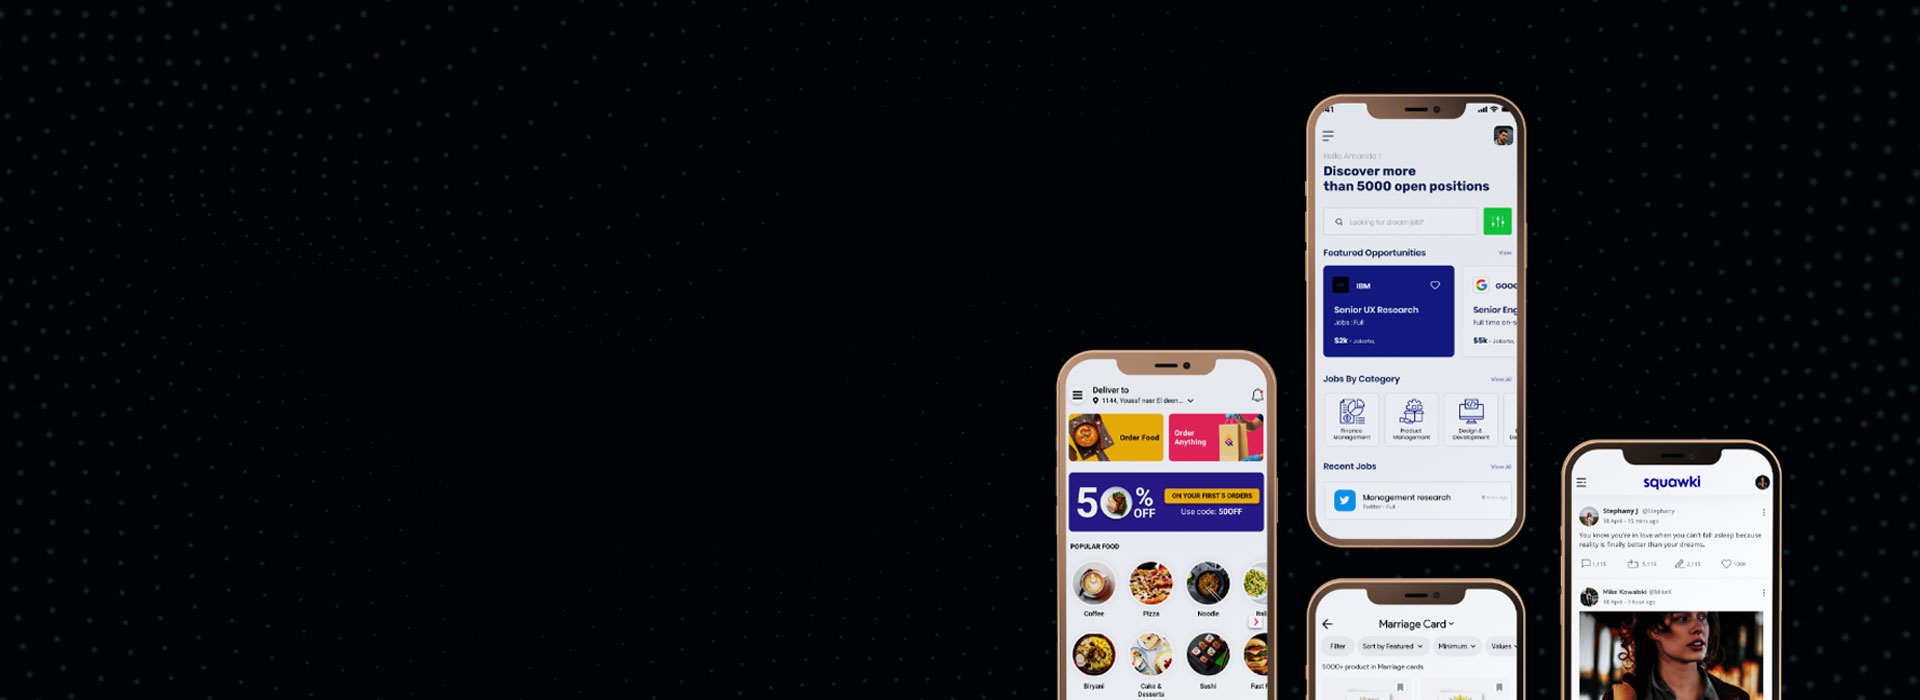 Deliver to
1144, Yousaf nasr El-deen...
Order Food
Order
Anything
50% OFF
ON YOUR FIRST 5 ORDERS
Use code: 50OFF
POPULAR FOOD
Coffee
Pizza
Noodle
Biryani
Cake &
Desserts
Sushi
Fast F
:41
Hello Amanda !
Discover more
than 5000 open positions
Looking for dream job?
Featured Opportunities
View
IBM
Senior UX Research
Jobs : Full
$2k - Jakarta,
GOOG
Senior Eng
Full time on-s
$5k - Jakarta,
Jobs By Category
View All
Finance
Management
Product
Management
Design &
Development
Recent Jobs
View All
Management research
Twitter - Full
Marriage Card
Filter
Sort by Featured
Minimum
Values
5000+ product in Marriage cards
squawki
Stephany J @Stephany
18 April - 15 mins ago
You know you're in love when you can't fall asleep because
reality is finally better than your dreams.
Mike Kowalski @MikeK
18 April - 1 hour ago